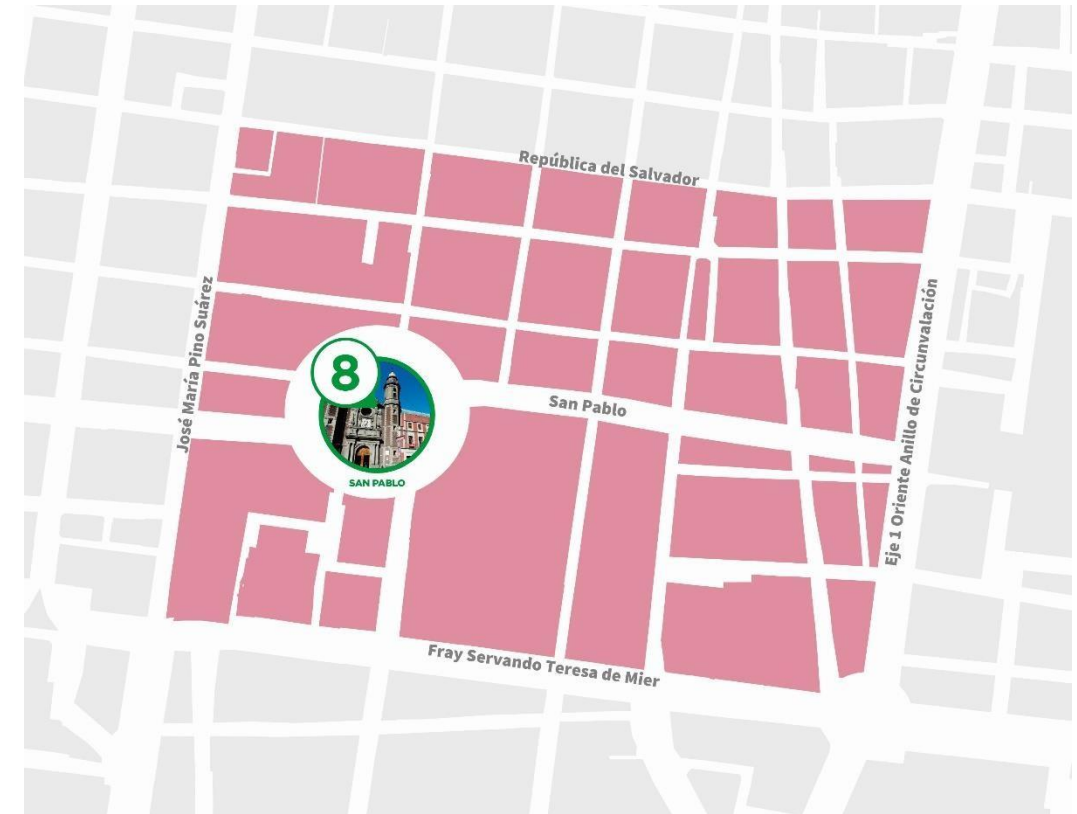 República del Salvador
José María Pino Suárez
8
SAN PABLO
San Pablo
Eje 1 Oriente Anillo de Circunvalación
Fray Servando Teresa de Mier